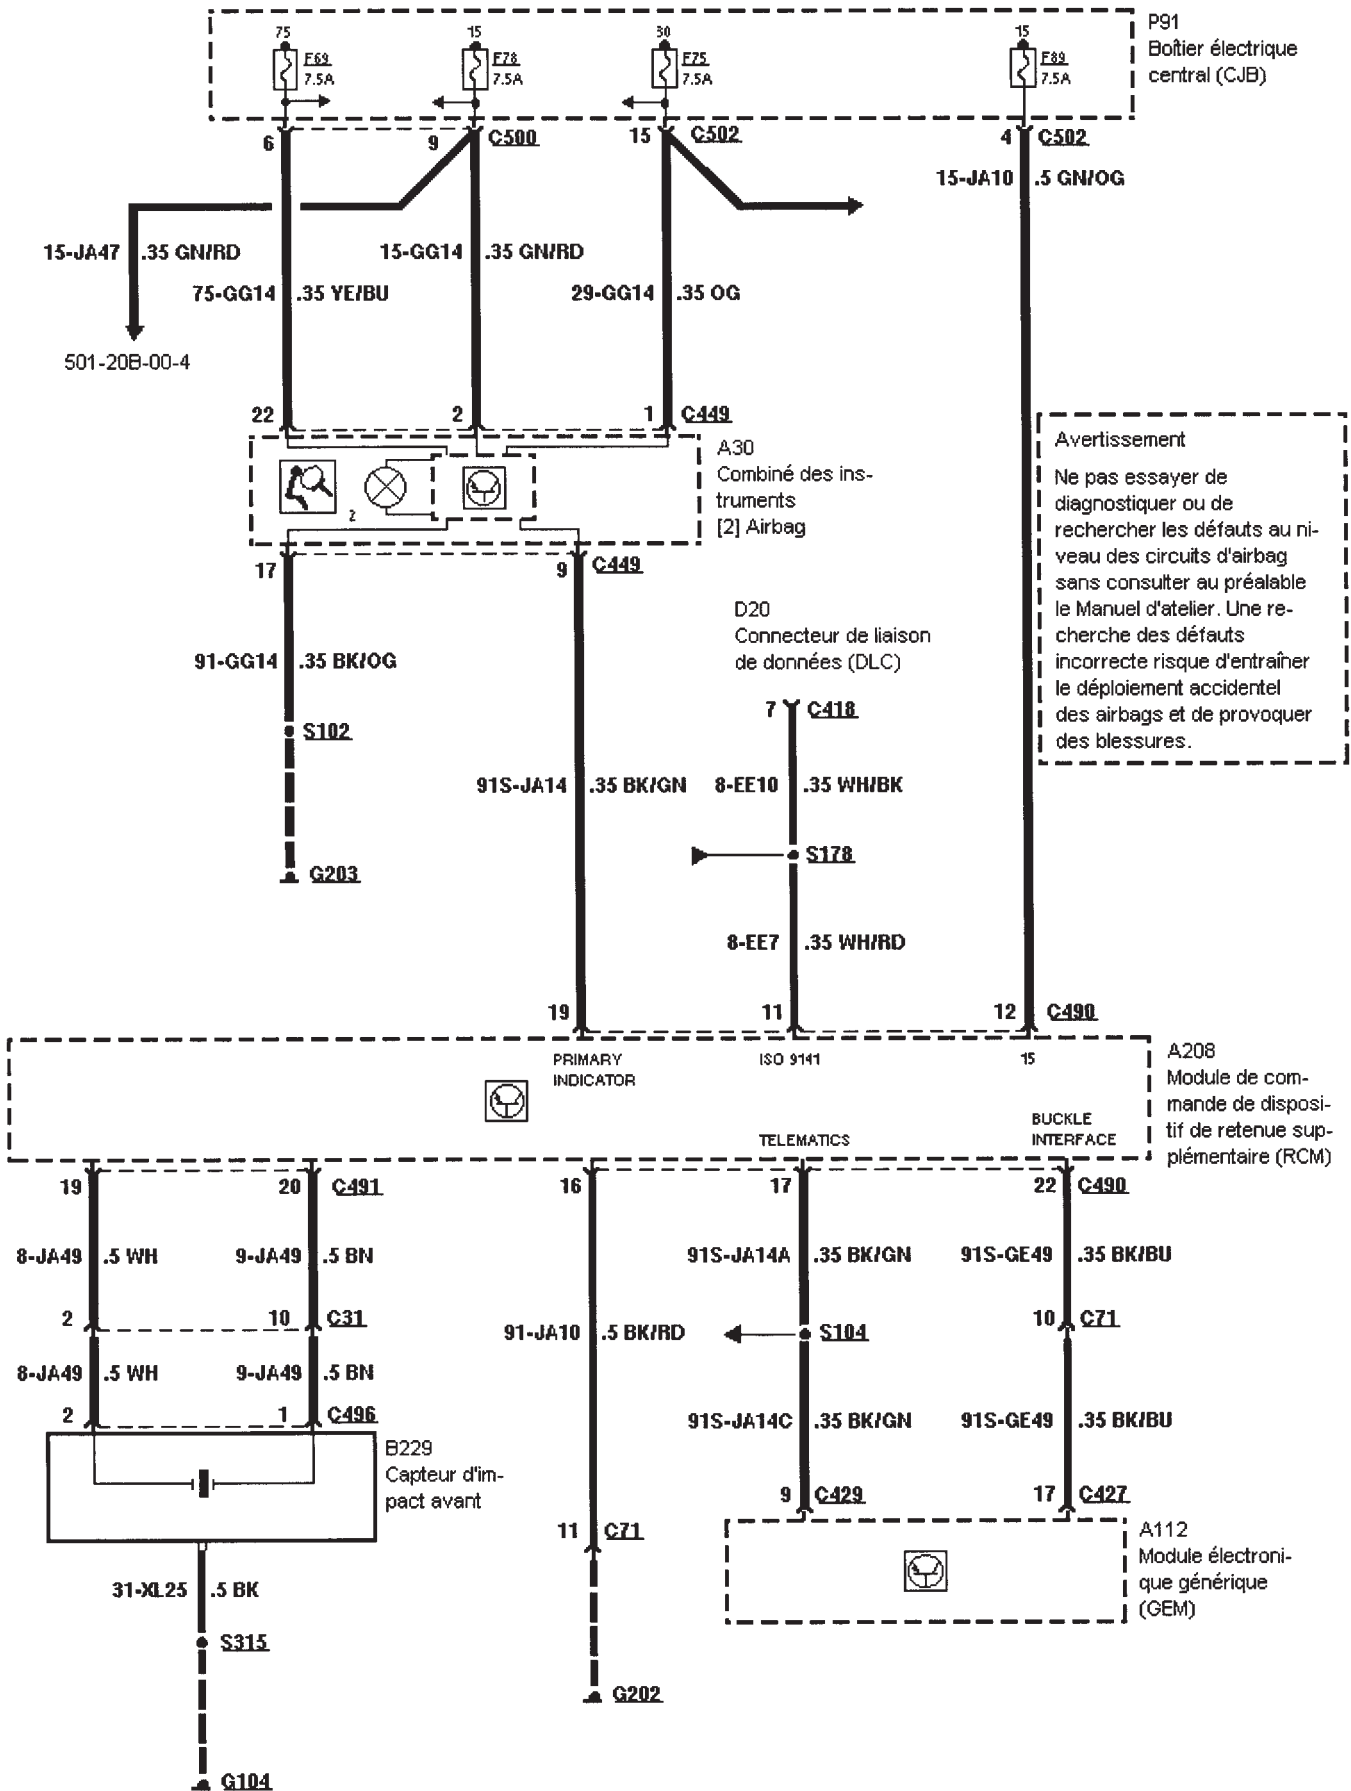 P91
Boîtier électrique
central (CJB)
75
F69
7.5A
15
F78
7.5A
30
F75
7.5A
15
F89
7.5A
6
9
C500
15
C502
4
C502
15-JA10
.5 GN/OG
15-JA47
.35 GN/RD
15-GG14
.35 GN/RD
75-GG14
.35 YE/BU
29-GG14
.35 OG
501-20B-00-4
22
2
1
C449
A30
Combiné des ins-
truments
[2] Airbag
2
Avertissement
Ne pas essayer de
diagnostiquer ou de
rechercher les défauts au ni-
veau des circuits d'airbag
sans consulter au préalable
le Manuel d'atelier. Une re-
cherche des défauts
incorrecte risque d'entraîner
le déploiement accidentel
des airbags et de provoquer
des blessures.
17
9
C449
D20
Connecteur de liaison
de données (DLC)
91-GG14
.35 BK/OG
7
C418
S102
91S-JA14
.35 BK/GN
8-EE10
.35 WH/BK
S178
G203
8-EE7
.35 WH/RD
19
11
12
C490
PRIMARY
INDICATOR
ISO 9141
15
A208
Module de com-
mande de disposi-
tif de retenue sup-
plémentaire (RCM)
TELEMATICS
BUCKLE
INTERFACE
19
20
C491
16
17
22
C490
8-JA49
.5 WH
9-JA49
.5 BN
91S-JA14A
.35 BK/GN
91S-GE49
.35 BK/BU
2
10
C31
91-JA10
.5 BK/RD
S104
10
C71
8-JA49
.5 WH
9-JA49
.5 BN
2
1
C496
91S-JA14C
.35 BK/GN
91S-GE49
.35 BK/BU
B229
Capteur d'im-
pact avant
9
C429
17
C427
11
C71
A112
Module électroni-
que générique
(GEM)
31-XL25
.5 BK
S315
G202
G104